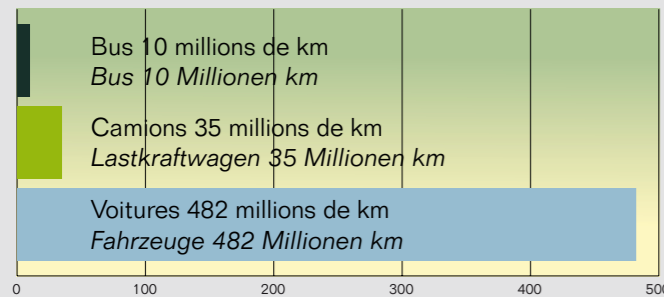 Bus 10 millions de km
Bus 10 Millionen km
Camions 35 millions de km
Lastkraftwagen 35 Millionen km
Voitures 482 millions de km
Fahrzeuge 482 Millionen km
0 100 200 300 400 500